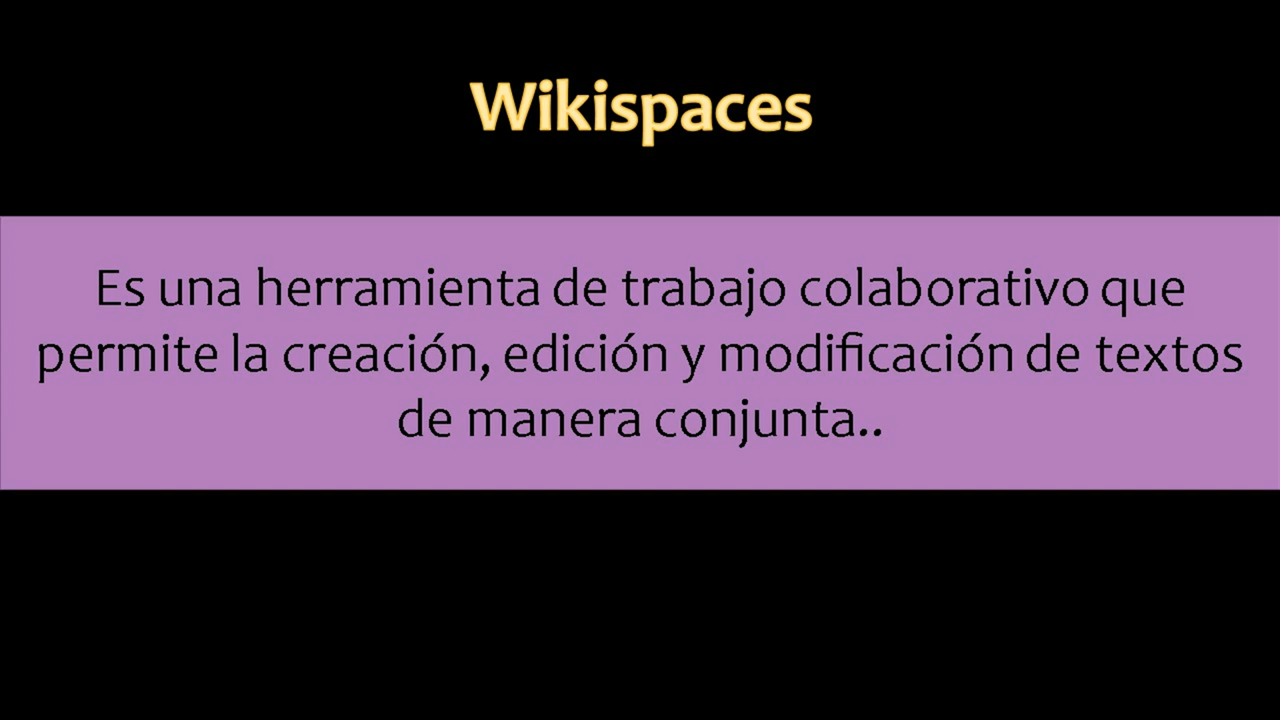 Wikispaces
Es una herramienta de trabajo colaborativo que
permite la creación, edición y modificación de textos
de manera conjunta..